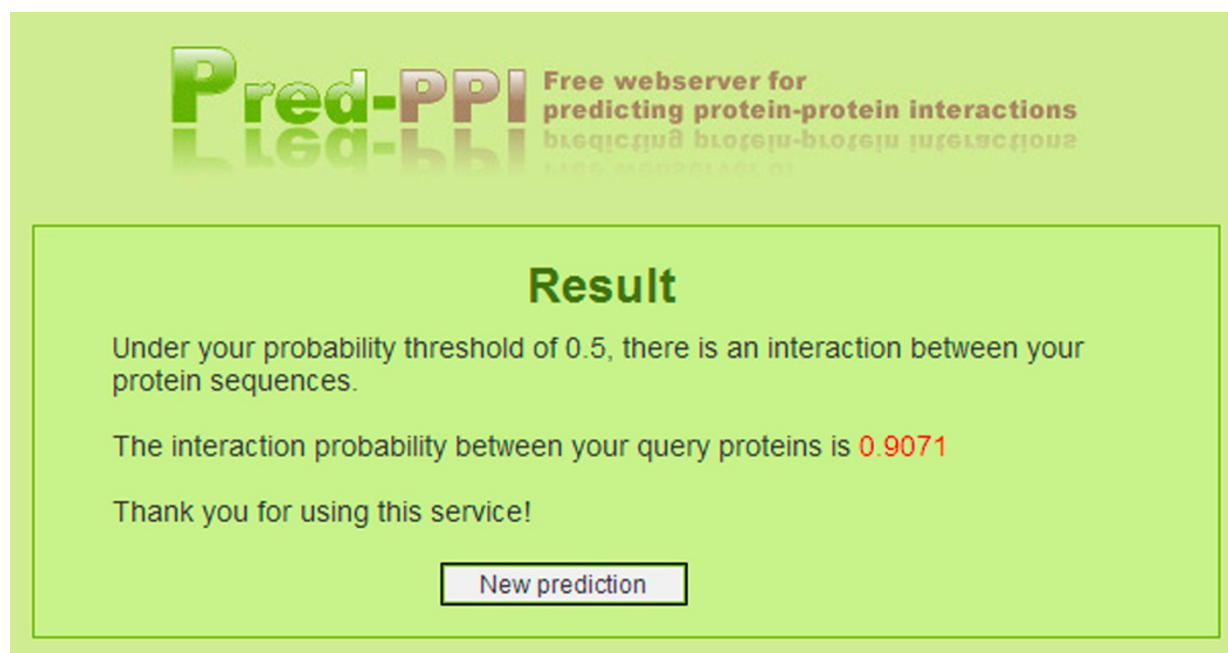 Pred-PPI
Free webserver for
predicting protein-protein interactions
Result
Under your probability threshold of 0.5, there is an interaction between your
protein sequences.
The interaction probability between your query proteins is 0.9071
Thank you for using this service!
New prediction